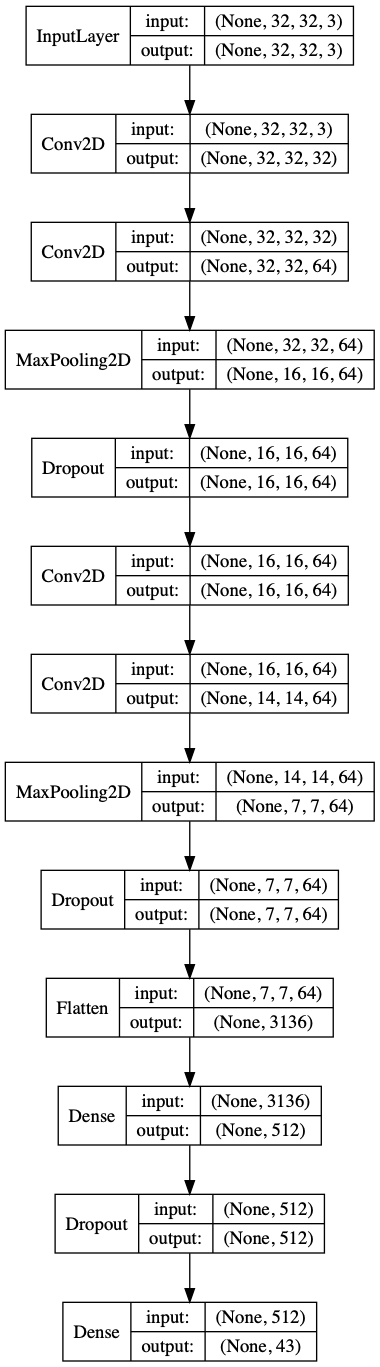 InputLayer
input: (None, 32, 32, 3)
output: (None, 32, 32, 3)
Conv2D
input: (None, 32, 32, 3)
output: (None, 32, 32, 32)
Conv2D
input: (None, 32, 32, 32)
output: (None, 32, 32, 64)
MaxPooling2D
input: (None, 32, 32, 64)
output: (None, 16, 16, 64)
Dropout
input: (None, 16, 16, 64)
output: (None, 16, 16, 64)
Conv2D
input: (None, 16, 16, 64)
output: (None, 16, 16, 64)
Conv2D
input: (None, 16, 16, 64)
output: (None, 14, 14, 64)
MaxPooling2D
input: (None, 14, 14, 64)
output: (None, 7, 7, 64)
Dropout
input: (None, 7, 7, 64)
output: (None, 7, 7, 64)
Flatten
input: (None, 7, 7, 64)
output: (None, 3136)
Dense
input: (None, 3136)
output: (None, 512)
Dropout
input: (None, 512)
output: (None, 512)
Dense
input: (None, 512)
output: (None, 43)